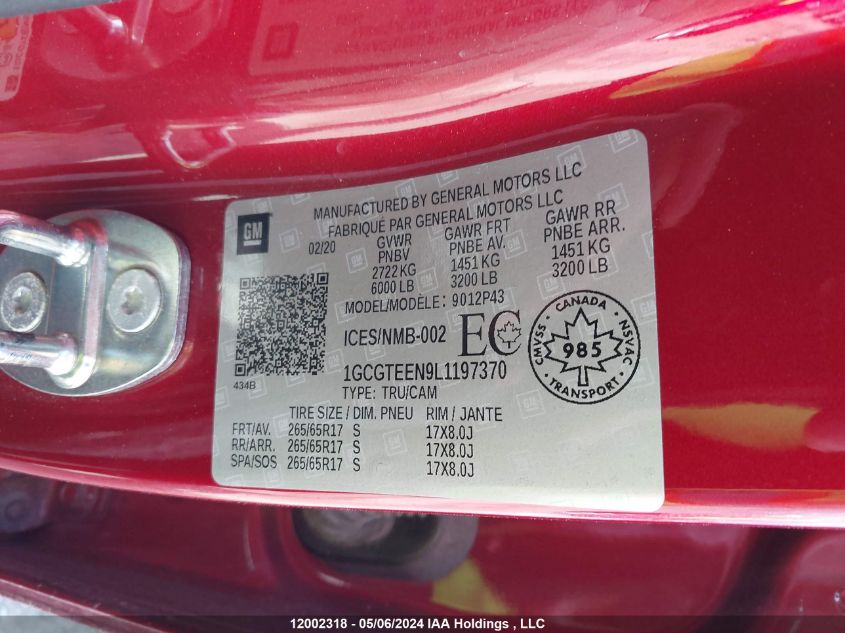 GM
MANUFACTURED BY GENERAL MOTORS LLC
FABRIQUÉ PAR GENERAL MOTORS LLC
02/20 GVWR GAWR FRT GAWR RR
PNBV PNBE AV. PNBE ARR.
2722 KG 1451 KG 1451 KG
6000 LB 3200 LB 3200 LB
MODEL/MODÈLE: 9012P43
ICES/NMB-002 EC
CANADA
CMVSS 985 NSVAC
TRANSPORT
434B
1GCGTEEN9L1197370
TYPE: TRU/CAM
TIRE SIZE / DIM. PNEU RIM / JANTE
FRT/AV. 265/65R17 S 17X8.0J
RR/ARR. 265/65R17 S 17X8.0J
SPA/SOS 265/65R17 S 17X8.0J
12002318 - 05/06/2024 IAA Holdings, LLC